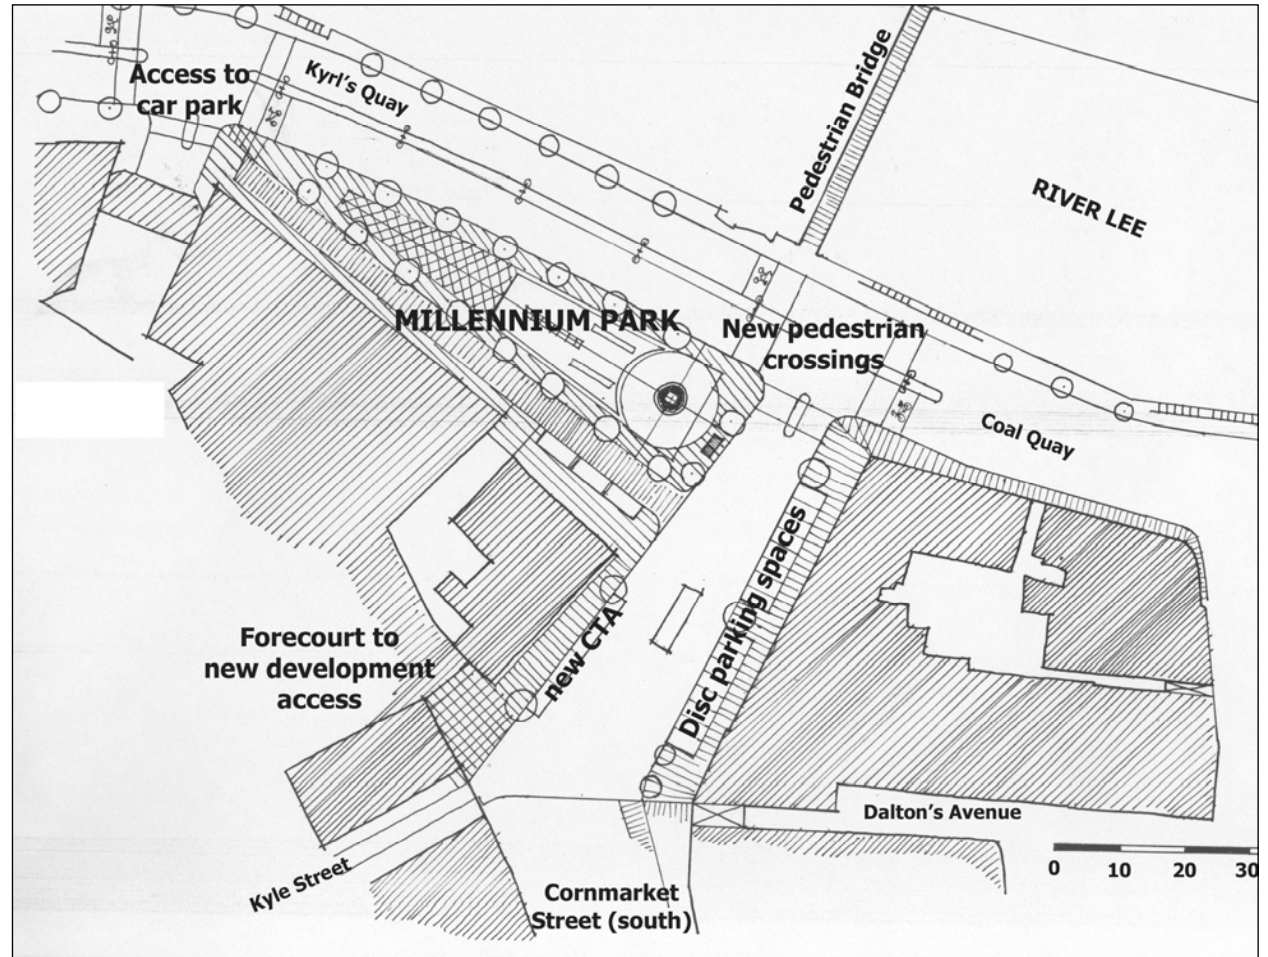 Access to
car park
Kyrl's Quay
Pedestrian Bridge
RIVER LEE
MILLENNIUM PARK
New pedestrian
crossings
Coal Quay
Disc parking spaces
new CTA
Forecourt to
new development
access
Dalton's Avenue
Kyle Street
Cornmarket
Street (south)
0 10 20 30